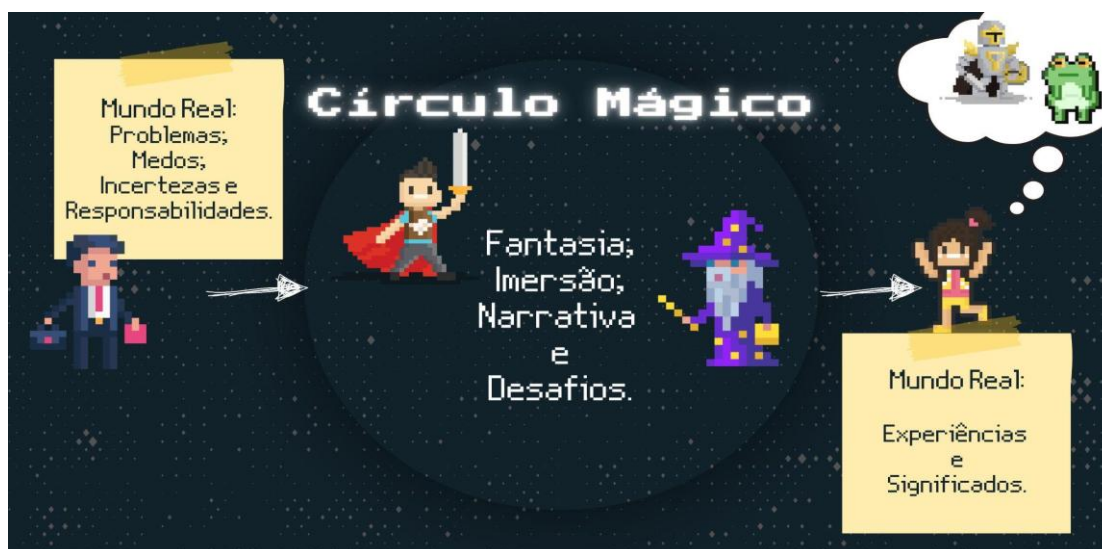 Círculo Mágico
Mundo Real:
Problemas;
Medos;
Incertezas e
Responsabilidades.
Fantasia;
Imersão;
Narrativa
e
Desafios.
Mundo Real:
Experiências
e
Significados.